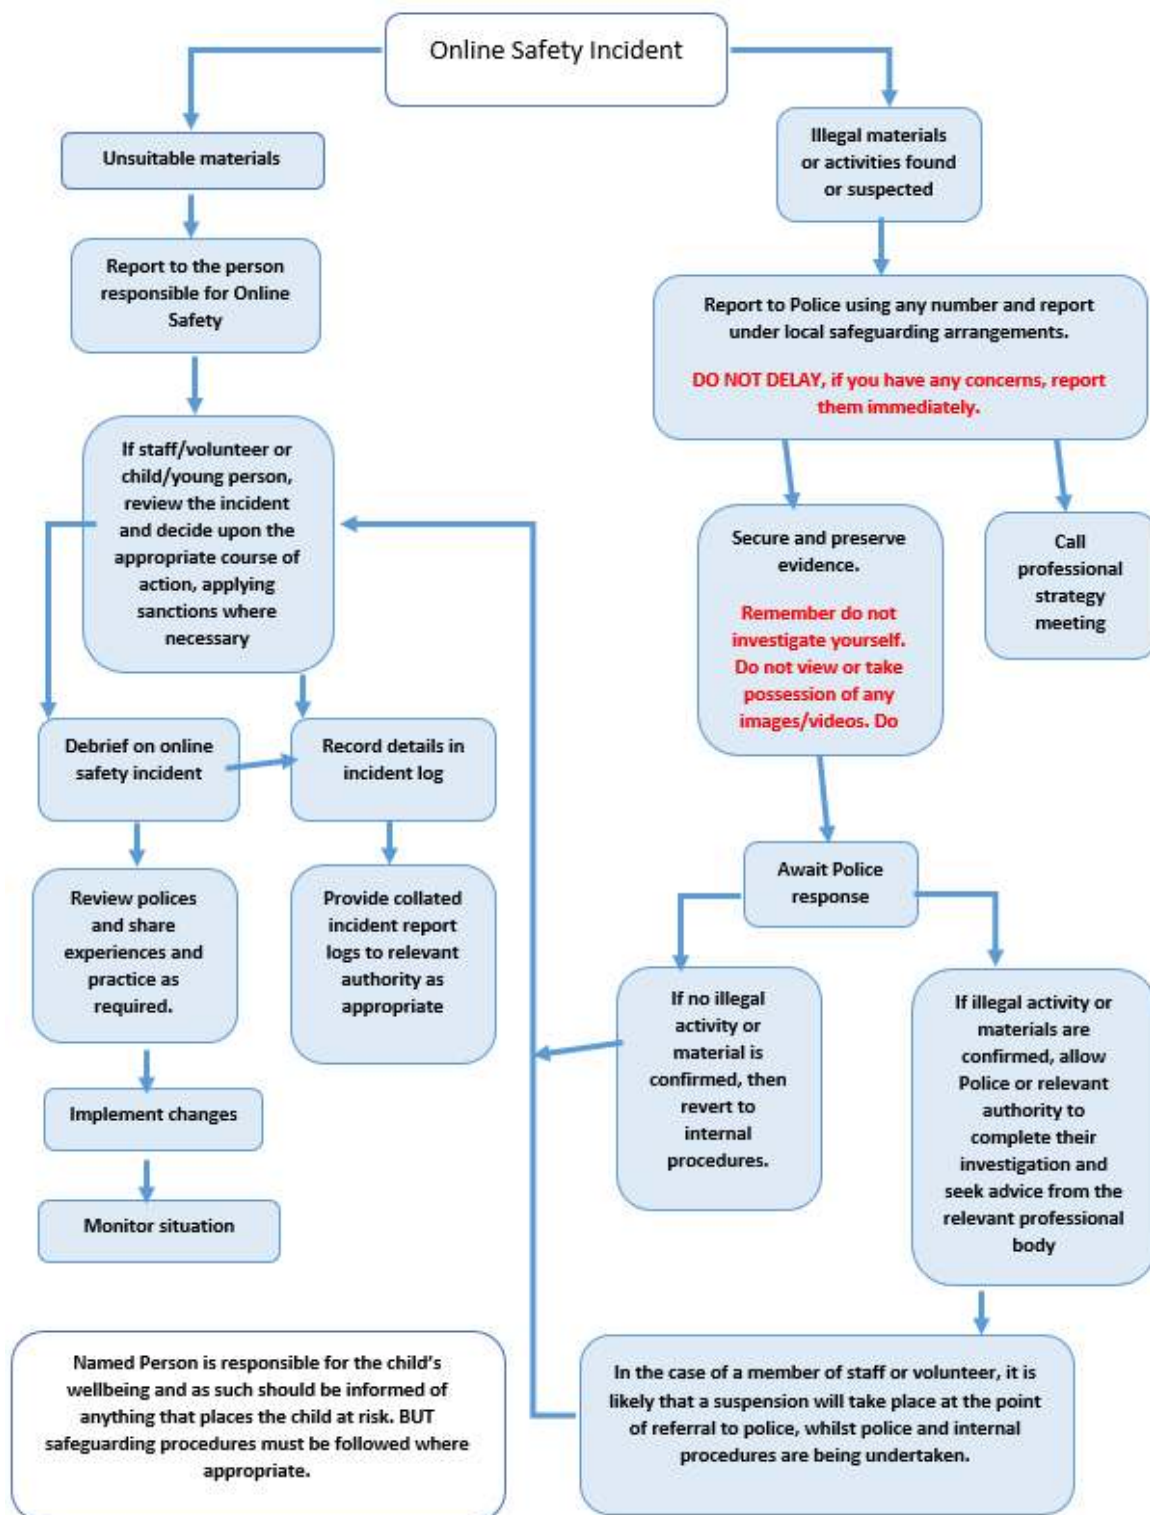 Online Safety Incident
Unsuitable materials
Report to the person
responsible for Online
Safety
If staff/volunteer or
child/young person,
review the incident
and decide upon the
appropriate course of
action, applying
sanctions where
necessary
Debrief on online
safety incident
Record details in
incident log
Review polices
and share
experiences and
practice as
required.
Provide collated
incident report
logs to relevant
authority as
appropriate
Implement changes
Monitor situation
Illegal materials
or activities found
or suspected
Report to Police using any number and report
under local safeguarding arrangements.
DO NOT DELAY, if you have any concerns, report
them immediately.
Secure and preserve
evidence.
Remember do not
investigate yourself.
Do not view or take
possession of any
images/videos. Do
Call
professional
strategy
meeting
Await Police
response
If no illegal
activity or
material is
confirmed, then
revert to
internal
procedures.
If illegal activity or
materials are
confirmed, allow
Police or relevant
authority to
complete their
investigation and
seek advice from the
relevant professional
body
In the case of a member of staff or volunteer, it is
likely that a suspension will take place at the point
of referral to police, whilst police and internal
procedures are being undertaken.
Named Person is responsible for the child's
wellbeing and as such should be informed of
anything that places the child at risk. BUT
safeguarding procedures must be followed where
appropriate.